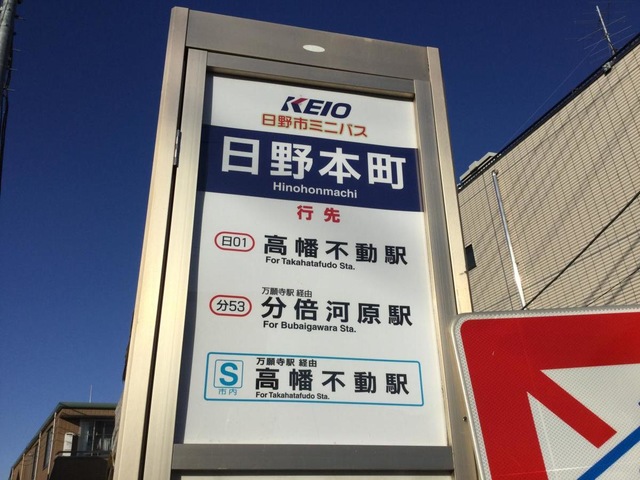 KEIO
日野市ミニバス
日野本町
Hinohonmachi
行先
日01
高幡不動駅
For Takahatafudo Sta.
万願寺駅 経由
分53
分倍河原駅
For Bubaigawara Sta.
万願寺駅 経由
S
市内
高幡不動駅
For Takahatafudo Sta.